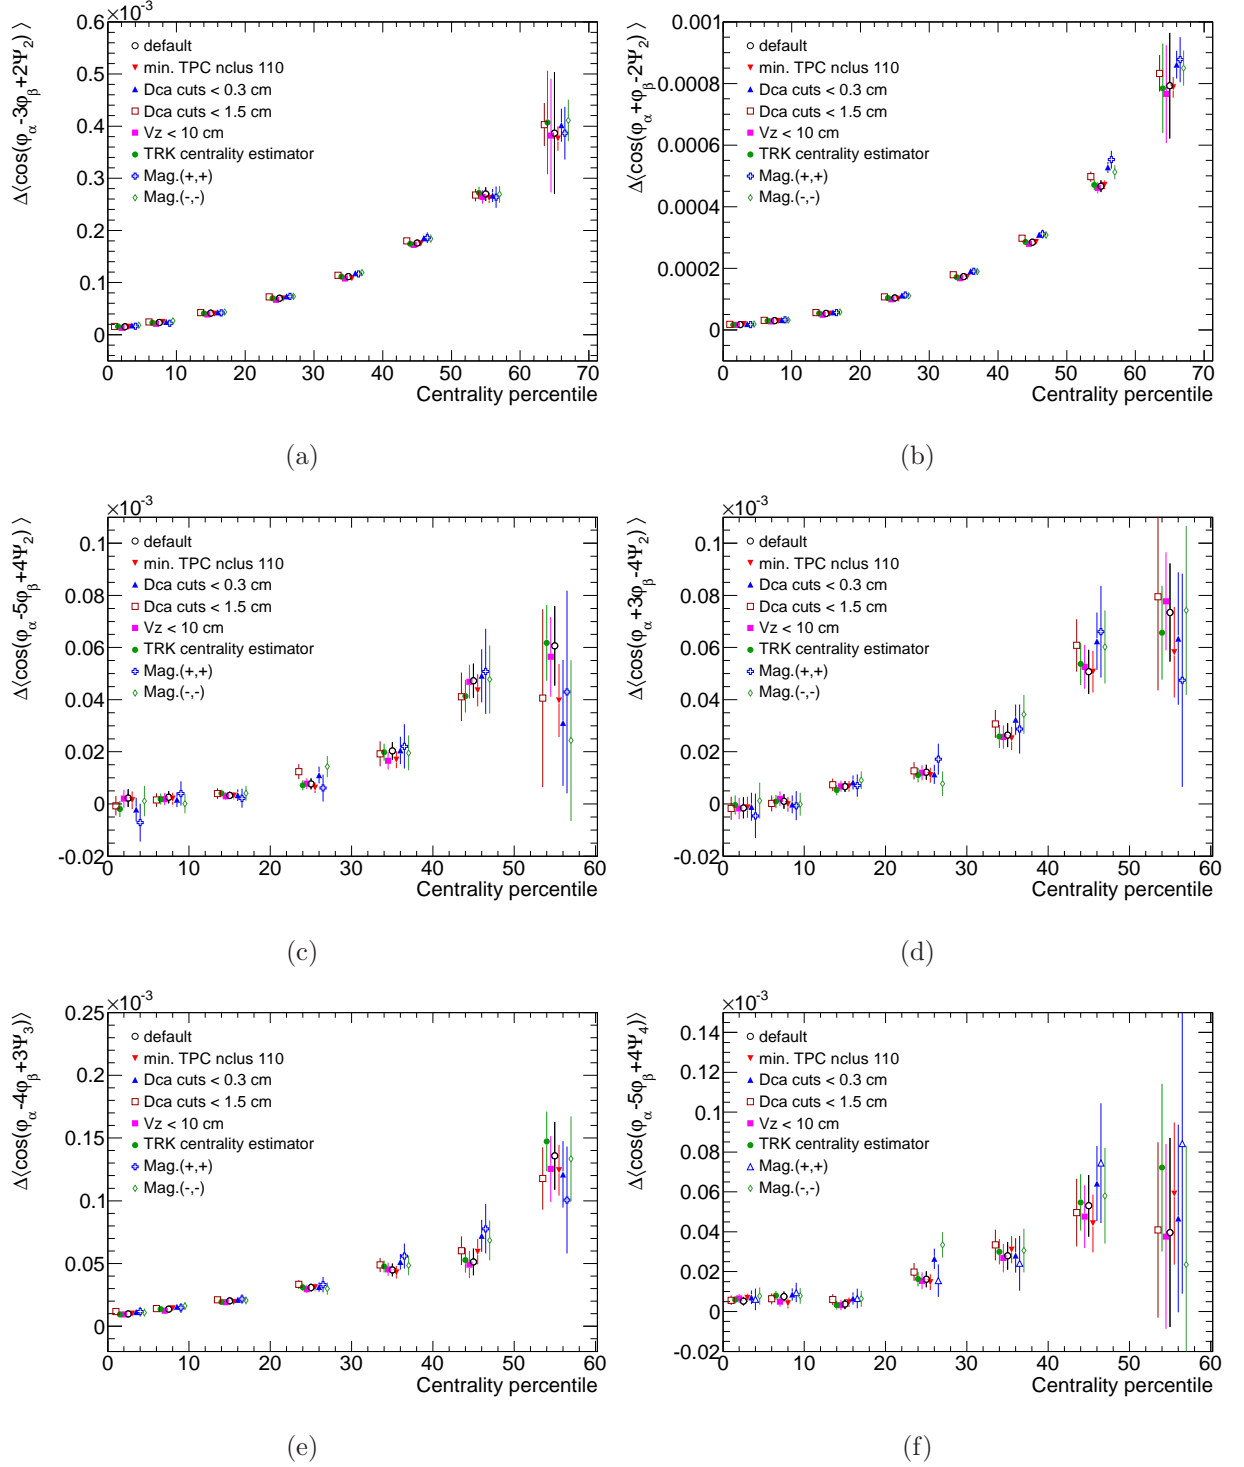 Δ⟨cos(φα-3φβ+2Ψ2) ⟩
×10-3
0.6
0.5
0.4
0.3
0.2
0.1
0
default
min. TPC nclus 110
Dca cuts < 0.3 cm
Dca cuts < 1.5 cm
Vz < 10 cm
TRK centrality estimator
Mag.(+,+)
Mag.(-,-)
0 10 20 30 40 50 60 70
Centrality percentile
(a)
Δ⟨cos(φα+φβ-2Ψ2) ⟩
0.001
0.0008
0.0006
0.0004
0.0002
0
default
min. TPC nclus 110
Dca cuts < 0.3 cm
Dca cuts < 1.5 cm
Vz < 10 cm
TRK centrality estimator
Mag.(+,+)
Mag.(-,-)
0 10 20 30 40 50 60 70
Centrality percentile
(b)
Δ⟨cos(φα-5φβ+4Ψ2) ⟩
×10-3
0.1
0.08
0.06
0.04
0.02
0
-0.02
default
min. TPC nclus 110
Dca cuts < 0.3 cm
Dca cuts < 1.5 cm
Vz < 10 cm
TRK centrality estimator
Mag.(+,+)
Mag.(-,-)
0 10 20 30 40 50 60
Centrality percentile
(c)
Δ⟨cos(φα+3φβ-4Ψ2) ⟩
×10-3
0.1
0.08
0.06
0.04
0.02
0
-0.02
default
min. TPC nclus 110
Dca cuts < 0.3 cm
Dca cuts < 1.5 cm
Vz < 10 cm
TRK centrality estimator
Mag.(+,+)
Mag.(-,-)
0 10 20 30 40 50 60
Centrality percentile
(d)
Δ⟨cos(φα-4φβ+3Ψ3)⟩
×10-3
0.25
0.2
0.15
0.1
0.05
0
default
min. TPC nclus 110
Dca cuts < 0.3 cm
Dca cuts < 1.5 cm
Vz < 10 cm
TRK centrality estimator
Mag.(+,+)
Mag.(-,-)
0 10 20 30 40 50 60
Centrality percentile
(e)
Δ⟨cos(φα-5φβ+4Ψ4)⟩
×10-3
0.14
0.12
0.1
0.08
0.06
0.04
0.02
0
-0.02
default
min. TPC nclus 110
Dca cuts < 0.3 cm
Dca cuts < 1.5 cm
Vz < 10 cm
TRK centrality estimator
Mag.(+,+)
Mag.(-,-)
0 10 20 30 40 50 60
Centrality percentile
(f)